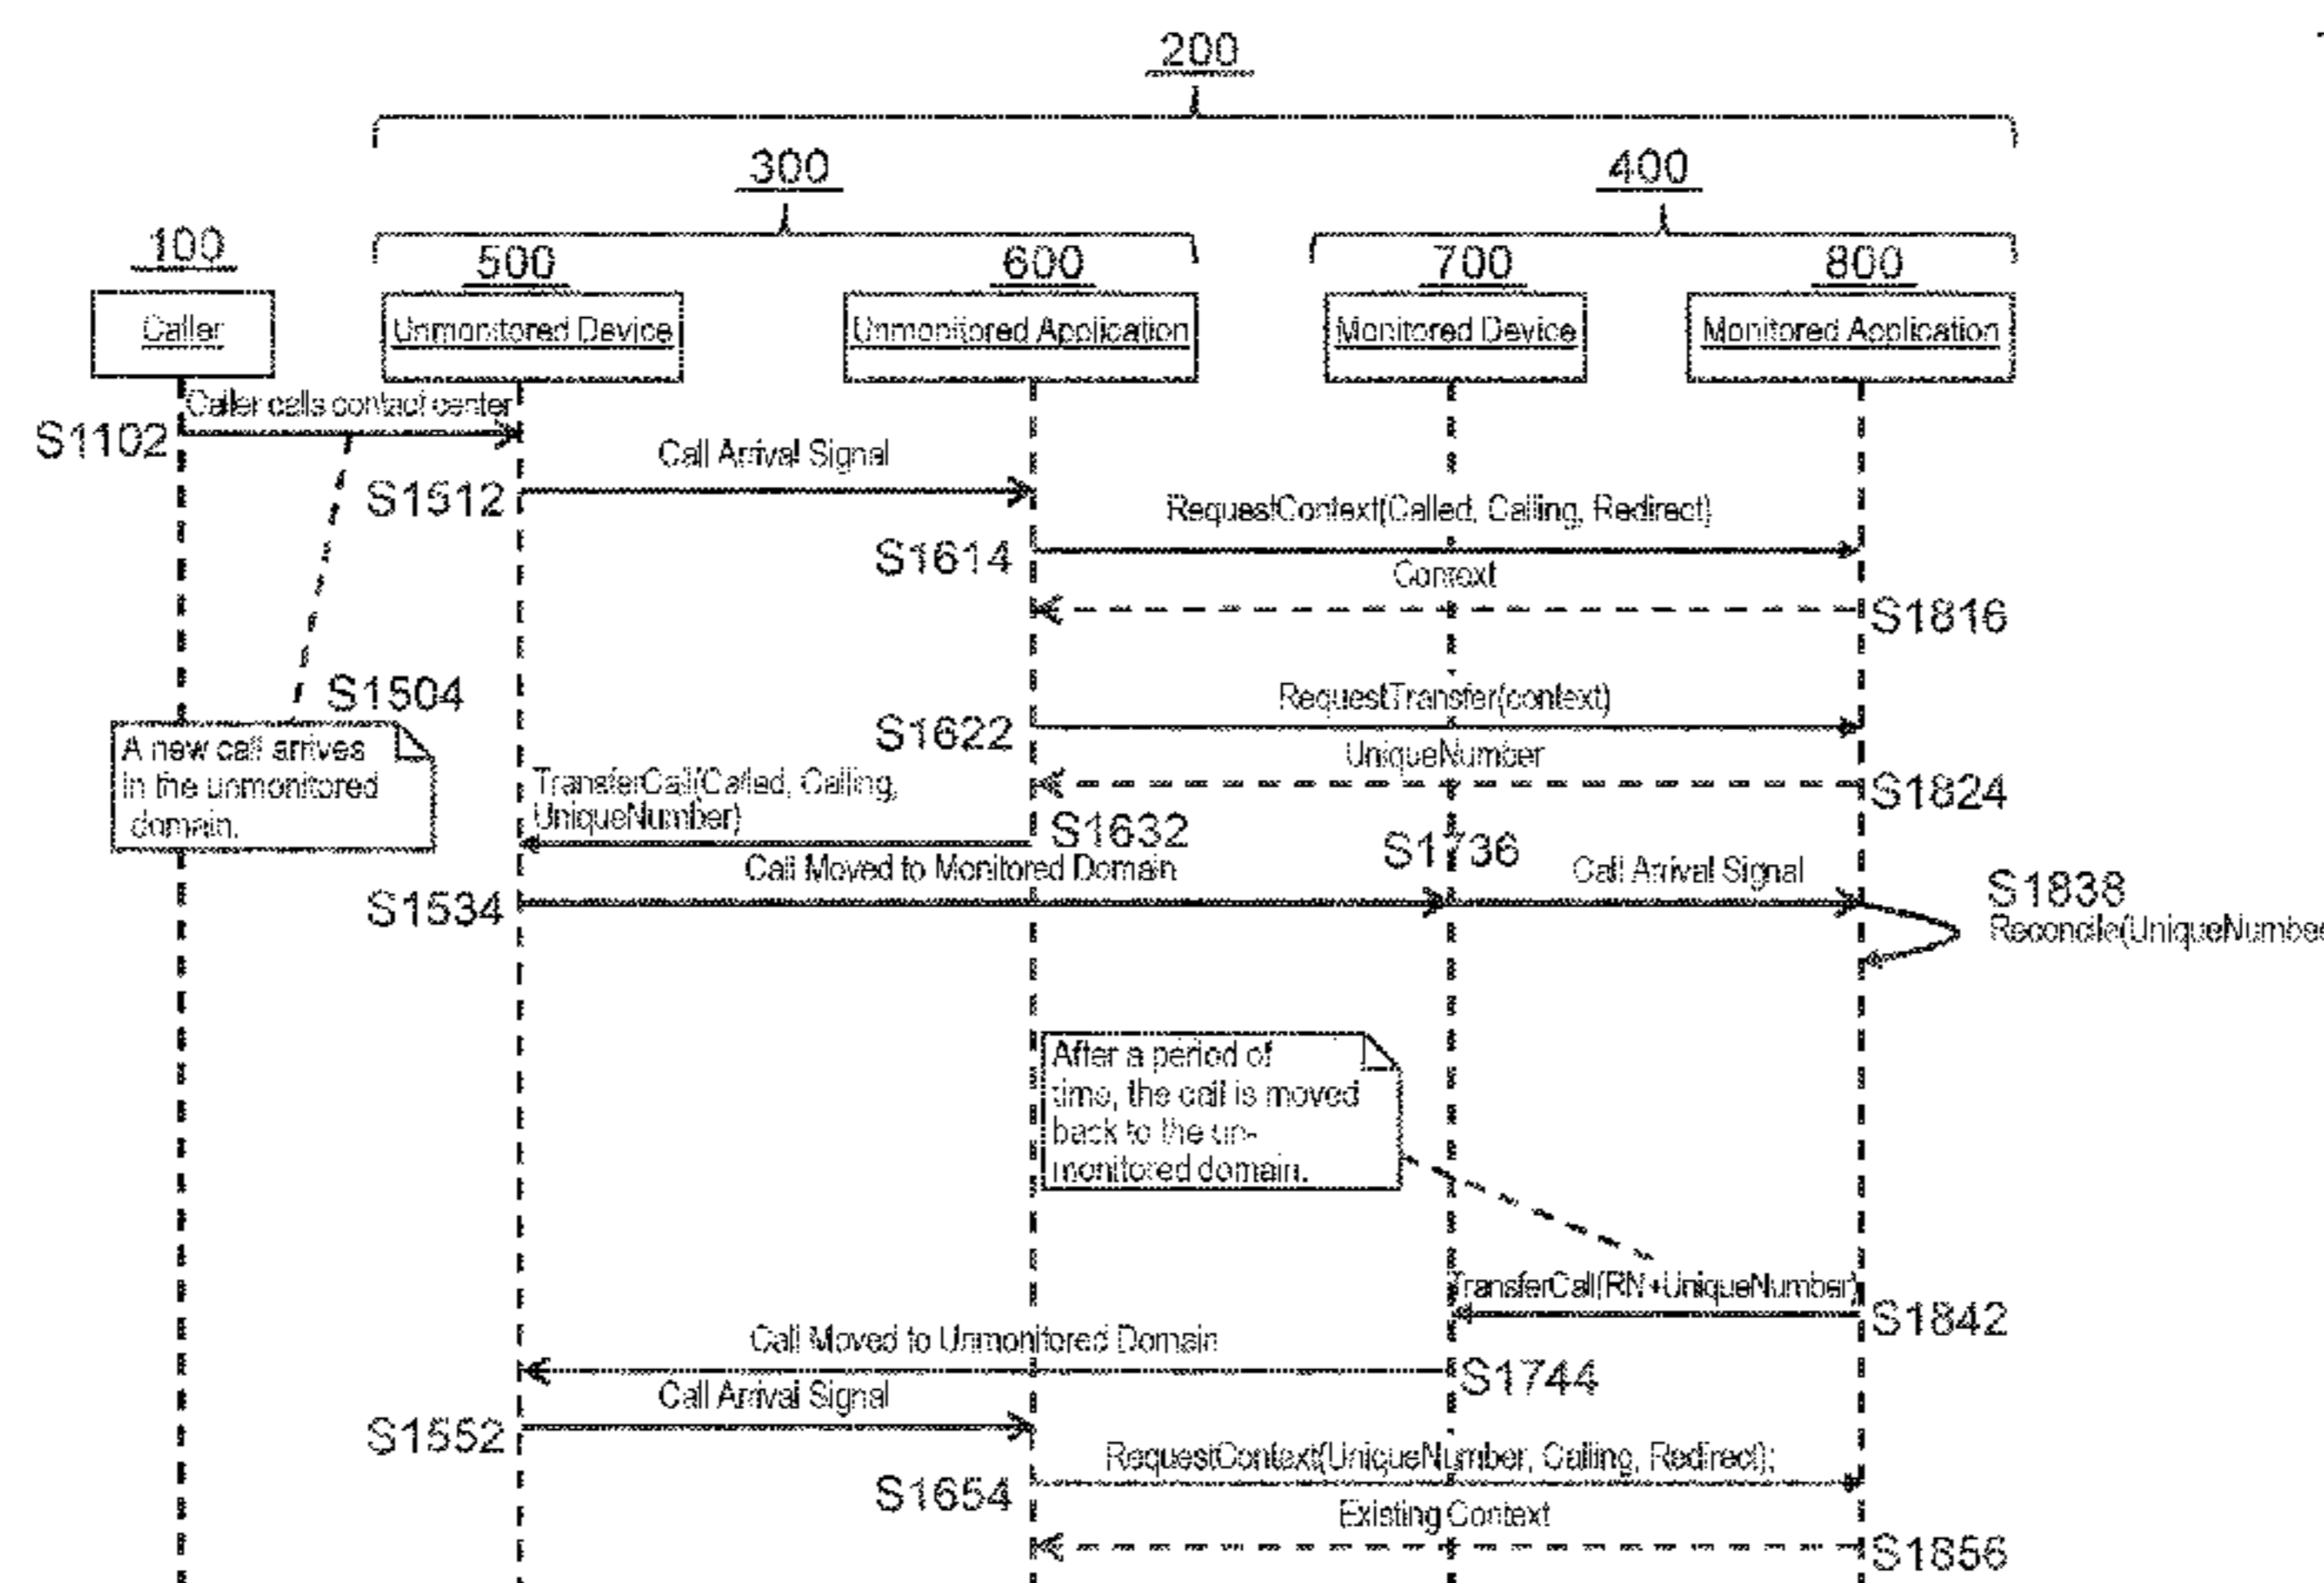 200
300
400
100
500
600
700
800
Caller
Unmonitored Device
Unmonitored Application
Monitored Device
Monitored Application
Caller calls contact center
S1102
Call Arrival Signal
S1512
RequestContext(Called, Calling, Redirect)
S1614
Context
S1816
S1504
RequestTransfer(context)
S1622
A new call arrives
in the unmonitored
domain.
UniqueNumber
S1824
TransferCall(Called, Calling,
UniqueNumber)
S1632
S1736
Call Moved to Monitored Domain
Call Arrival Signal
S1534
S1838
Reconcile(UniqueNumber
After a period of
time, the call is moved
back to the un-
monitored domain.
TransferCall(RN+UniqueNumber)
S1842
Call Moved to Unmonitored Domain
S1744
Call Arrival Signal
S1552
RequestContext(UniqueNumber, Calling, Redirect);
S1654
Existing Context
S1856